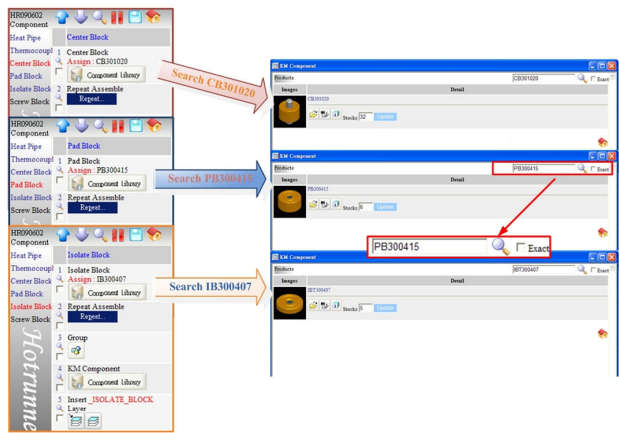 HR090602
Component
Heat Pipe
Thermocoupl
Center Block
Pad Block
Isolate Block
Screw Block
Center Block
1 Center Block
Assign : CB301020
Component Library
2 Repeat Assemble
Repeat...
Search CB301020
KM Component
Products
CB301020
Exact
Images
Detail
CB301020
Stocks: 32
Update
HR090602
Component
Heat Pipe
Thermocoupl
Center Block
Pad Block
Isolate Block
Screw Block
Pad Block
1 Pad Block
Assign : PB300415
Component Library
2 Repeat Assemble
Repeat...
Search PB300415
KM Component
Products
PB300415
Exact
Images
Detail
PB300415
Stocks: 6
Update
PB300415
Exact
HR090602
Component
Heat Pipe
Thermocoupl
Center Block
Pad Block
Isolate Block
Screw Block
Hotrunne
Isolate Block
1 Isolate Block
Assign : IB300407
Component Library
2 Repeat Assemble
Repeat...
3 Group
4 KM Component
Component Library
5 Insert _ISOLATE_BLOCK
Layer
Search IB300407
KM Component
Products
IBT300407
Exact
Images
Detail
IBT300407
Stocks: 5
Update